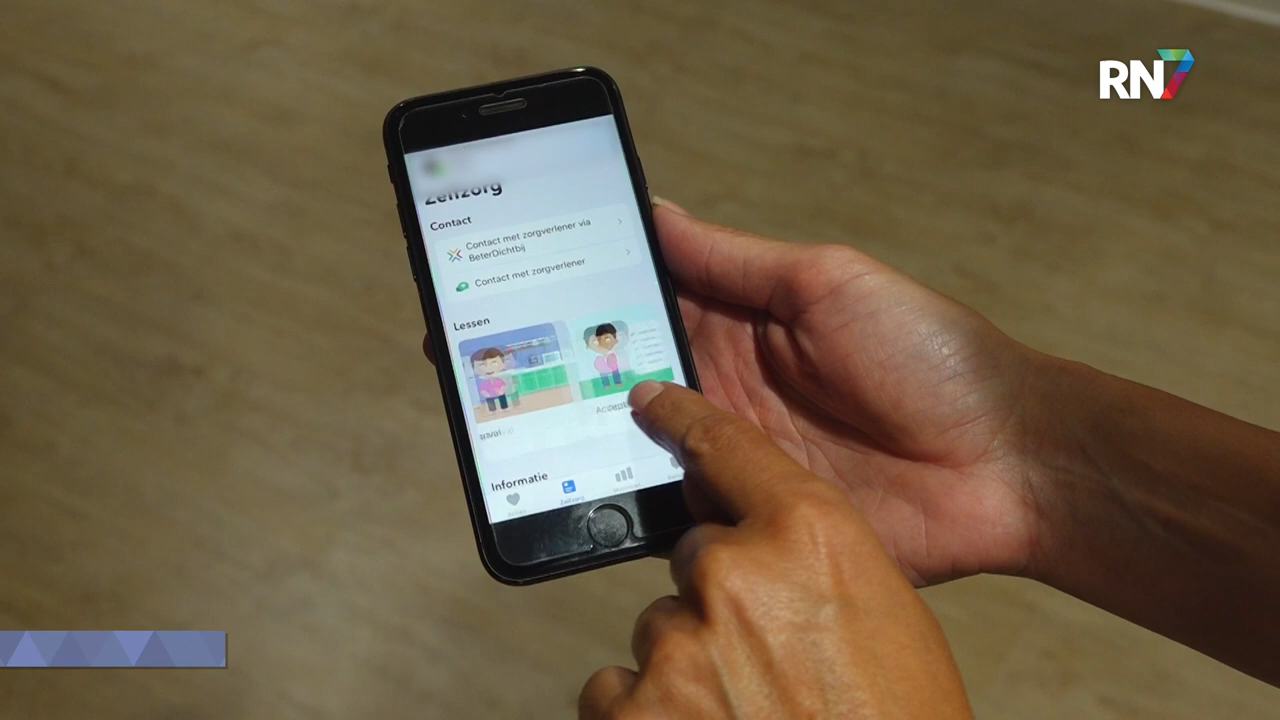 RN7
Zelfzorg
Contact
Contact met zorgverlener via
BeterDichtbij
Contact met zorgverlener
Lessen
Informatie
Zelfzorg